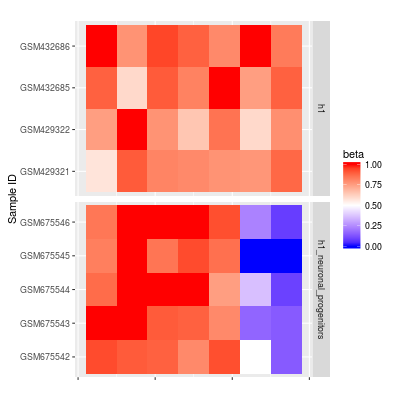 Sample ID
GSM432686
GSM432685
GSM429322
GSM429321
h1
GSM675546
GSM675545
GSM675544
GSM675543
GSM675542
h1_neuronal_progenitors
beta
1.00
0.75
0.50
0.25
0.00